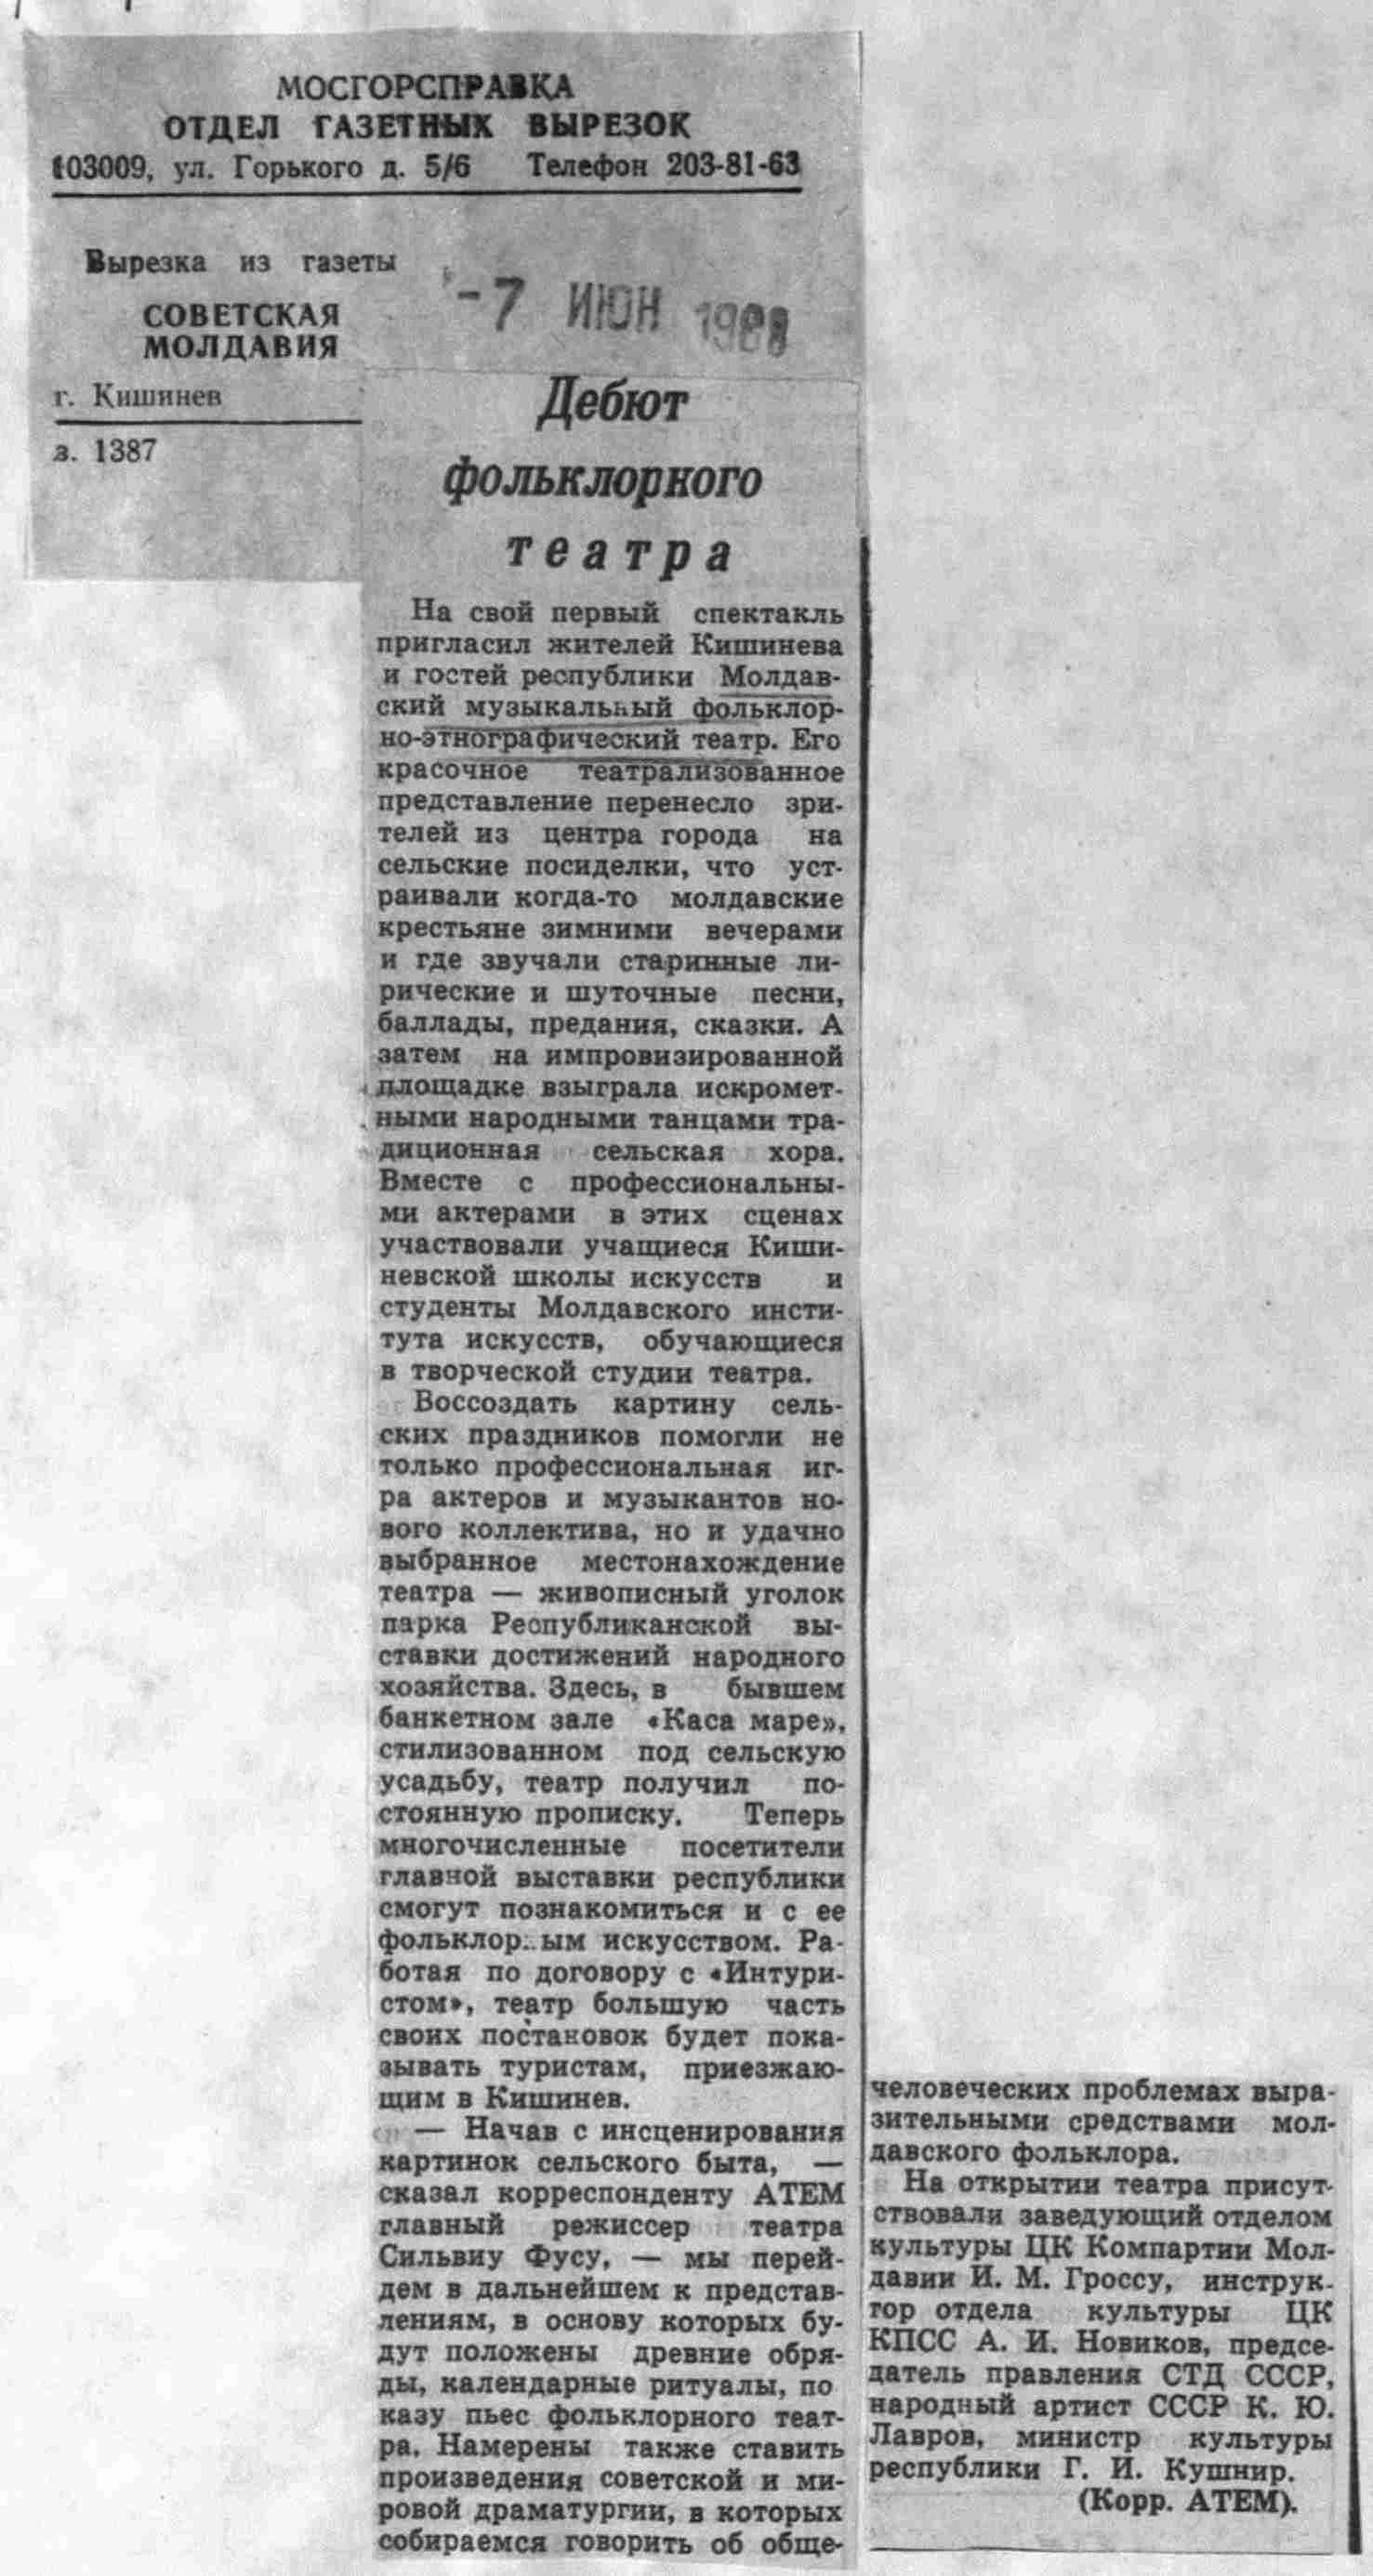 МОСГОРСПРАВКА
ОТДЕЛ ГАЗЕТНЫХ ВЫРЕЗОК
103009, ул. Горького д. 5/6 Телефон 203-81-63
Вырезка из газеты
СОВЕТСКАЯ
МОЛДАВИЯ
г. Кишинев
з. 1387
-7 ИЮН
Дебют
фольклорного
театра
На свой первый спектакль
пригласил жителей Кишинева
и гостей республики Молдав-
ский музыкальный фольклор-
но-этнографический театр. Его
красочное театрализованное
представление перенесло зри-
телей из центра города на
сельские посиделки, что уст-
раивали когда-то молдавские
крестьяне зимними вечерами
и где звучали старинные ли-
рические и шуточные песни,
баллады, предания, сказки. А
затем на импровизированной
площадке взыграла искромет-
ными народными танцами тра-
диционная сельская хора.
Вместе с профессиональны-
ми актерами в этих сценах
участвовали учащиеся Киши-
невской школы искусств и
студенты Молдавского инсти-
тута искусств, обучающиеся
в творческой студии театра.
Воссоздать картину сель-
ских праздников помогли не
только профессиональная иг-
ра актеров и музыкантов но-
вого коллектива, но и удачно
выбранное местонахождение
театра — живописный уголок
парка Республиканской вы-
ставки достижений народного
хозяйства. Здесь, в бывшем
банкетном зале «Каса маре»,
стилизованном под сельскую
усадьбу, театр получил по-
стоянную прописку. Теперь
многочисленные посетители
главной выставки республики
смогут познакомиться и с ее
фольклорным искусством. Ра-
ботая по договору с «Интури-
стом», театр большую часть
своих постановок будет пока-
зывать туристам, приезжаю-
щим в Кишинев.
— Начав с инсценирования
картинок сельского быта, —
сказал корреспонденту АТЕМ
главный режиссер театра
Сильвиу Фусу, — мы перей-
дем в дальнейшем к представ-
лениям, в основу которых бу-
дут положены древние обря-
ды, календарные ритуалы, по
казу пьес фольклорного теат-
ра. Намерены также ставить
произведения советской и ми-
ровой драматургии, в которых
собираемся говорить об обще-
человеческих проблемах выра-
зительными средствами мол-
давского фольклора.
На открытии театра присут-
ствовали заведующий отделом
культуры ЦК Компартии Мол-
давии И. М. Гроссу, инструк-
тор отдела культуры ЦК
КПСС А. И. Новиков, предсе-
датель правления СТД СССР,
народный артист СССР К. Ю.
Лавров, министр культуры
республики Г. И. Кушнир.
(Корр. АТЕМ).